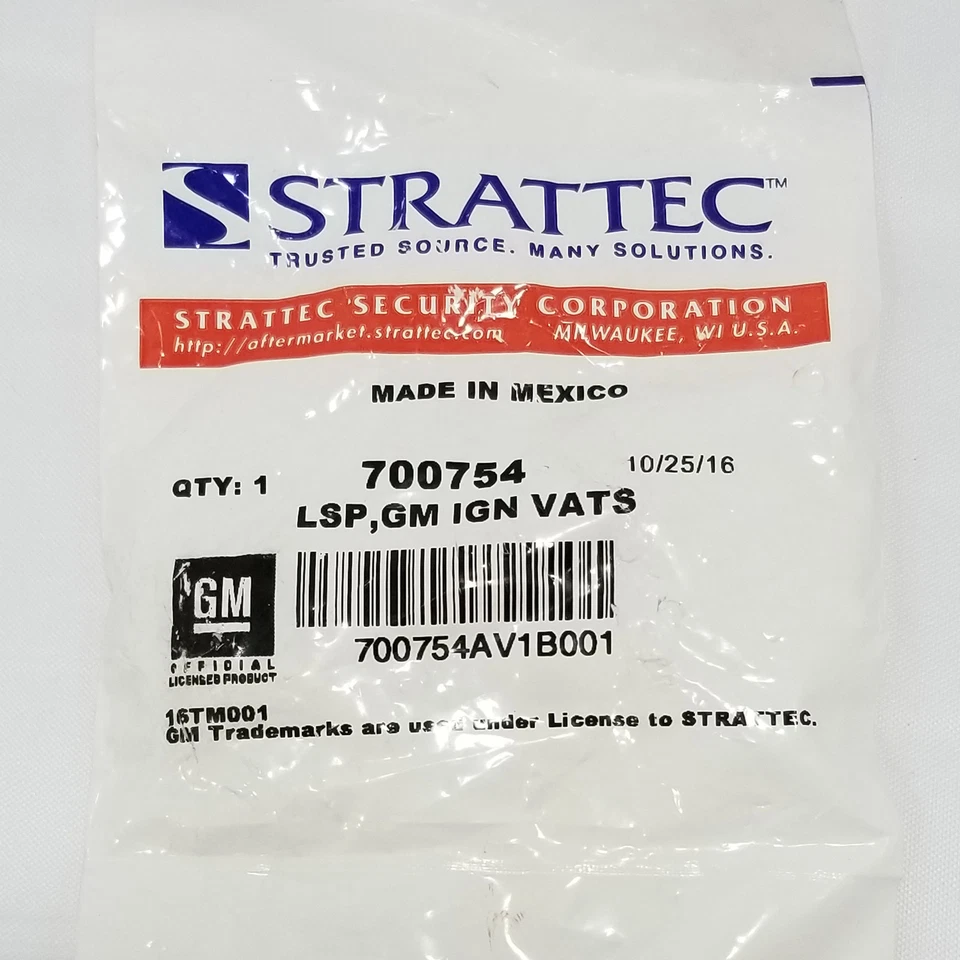 STRATTEC™
TRUSTED SOURCE. MANY SOLUTIONS.
STRATTEC SECURITY CORPORATION
http://aftermarket.strattec.com MILWAUKEE, WI U.S.A.
MADE IN MEXICO
QTY: 1 700754 10/25/16
LSP,GM IGN VATS
GM
OFFICIAL
LICENSED PRODUCT
700754AV1B001
16TM001
GM Trademarks are used under License to STRATTEC.